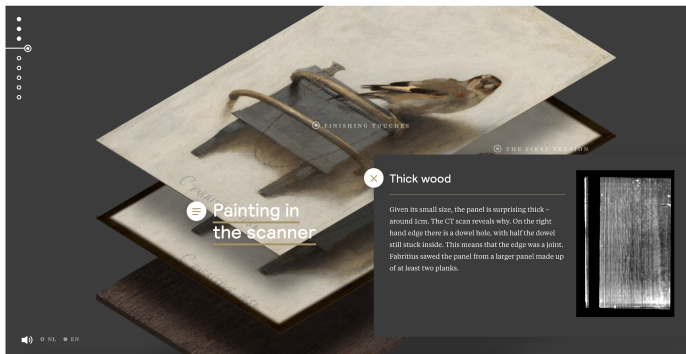 FINISHING TOUCHES
THE FIRST VERSION
Painting in
the scanner
Thick wood
Given its small size, the panel is surprising thick –
around 1cm. The CT scan reveals why. On the right
hand edge there is a dowel hole, with half the dowel
still stuck inside. This means that the edge was a joint.
Fabritius sawed the panel from a larger panel made up
of at least two planks.
NL EN